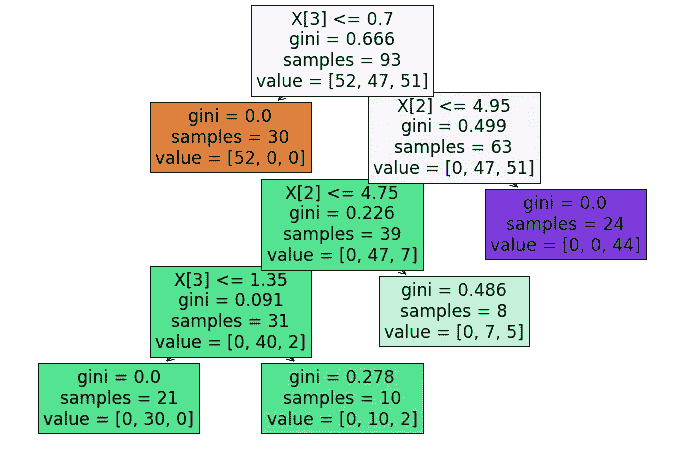 X[3] <= 0.7
gini = 0.666
samples = 93
value = [52, 47, 51]
gini = 0.0
samples = 30
value = [52, 0, 0]
X[2] <= 4.95
gini = 0.499
samples = 63
value = [0, 47, 51]
X[2] <= 4.75
gini = 0.226
samples = 39
value = [0, 47, 7]
gini = 0.0
samples = 24
value = [0, 0, 44]
X[3] <= 1.35
gini = 0.091
samples = 31
value = [0, 40, 2]
gini = 0.486
samples = 8
value = [0, 7, 5]
gini = 0.0
samples = 21
value = [0, 30, 0]
gini = 0.278
samples = 10
value = [0, 10, 2]